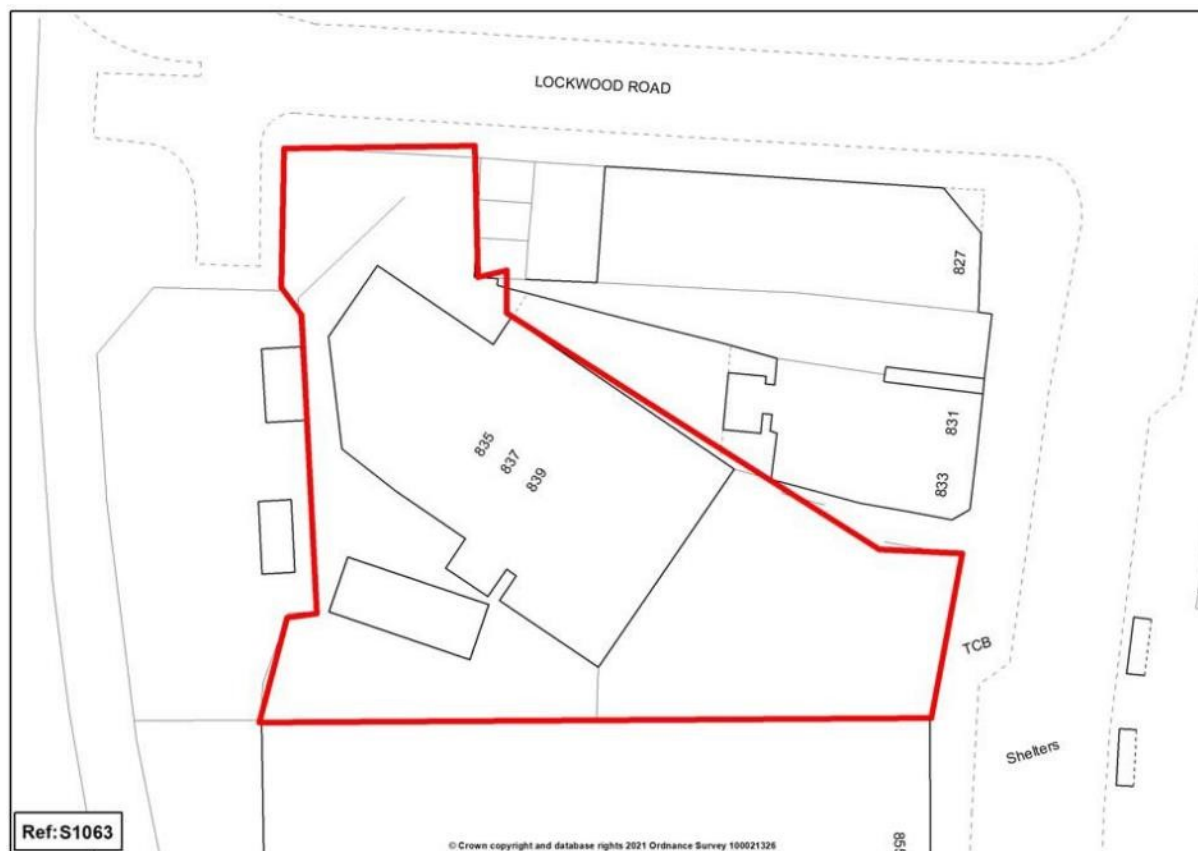 LOCKWOOD ROAD
827
831
833
835
837
839
TCB
Shelters
Ref:S1063
© Crown copyright and database rights 2021 Ordnance Survey 100021326